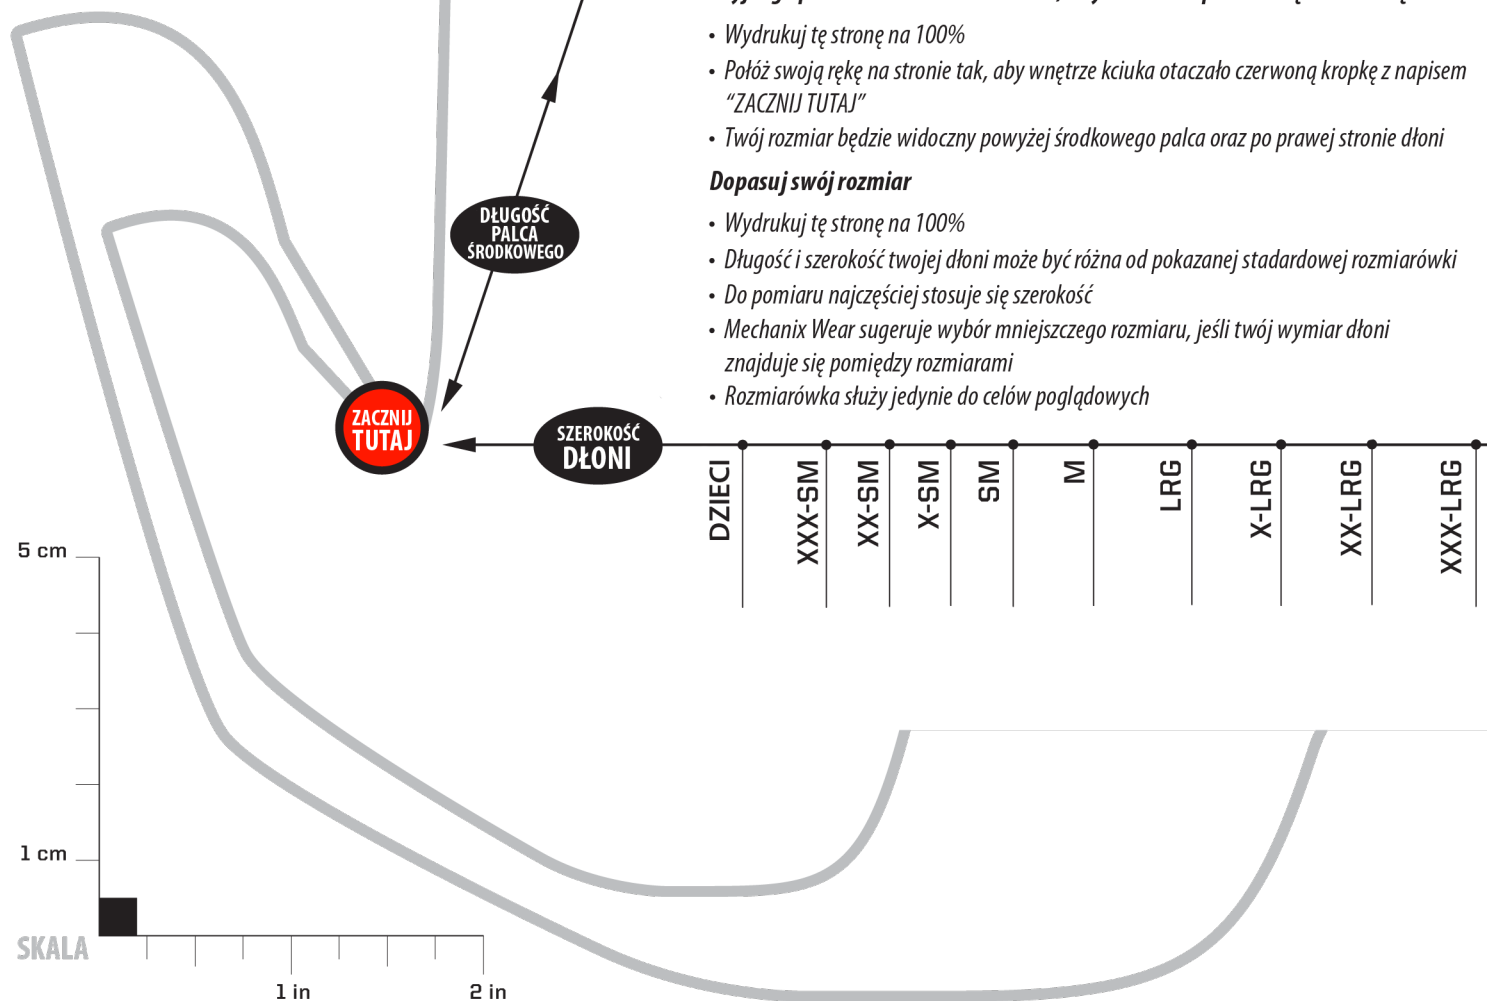 • Wydrukuj tę stronę na 100%
• Połóż swoją rękę na stronie tak, aby wnętrze kciuka otaczało czerwoną kropkę z napisem
“ZACZNIJ TUTAJ”
• Twój rozmiar będzie widoczny powyżej środkowego palca oraz po prawej stronie dłoni
Dopasuj swój rozmiar
• Wydrukuj tę stronę na 100%
• Długość i szerokość twojej dłoni może być różna od pokazanej stadardowej rozmiarówki
• Do pomiaru najczęściej stosuje się szerokość
• Mechanix Wear sugeruje wybór mniejszczego rozmiaru, jeśli twój wymiar dłoni
znajduje się pomiędzy rozmiarami
• Rozmiarówka służy jedynie do celów poglądowych
DŁUGOŚĆ
PALCA
ŚRODKOWEGO
ZACZNIJ
TUTAJ
SZEROKOŚĆ
DŁONI
DZIECI
XXX-SM
XX-SM
X-SM
SM
M
LRG
X-LRG
XX-LRG
XXX-LRG
5 cm
1 cm
SKALA
1 in
2 in